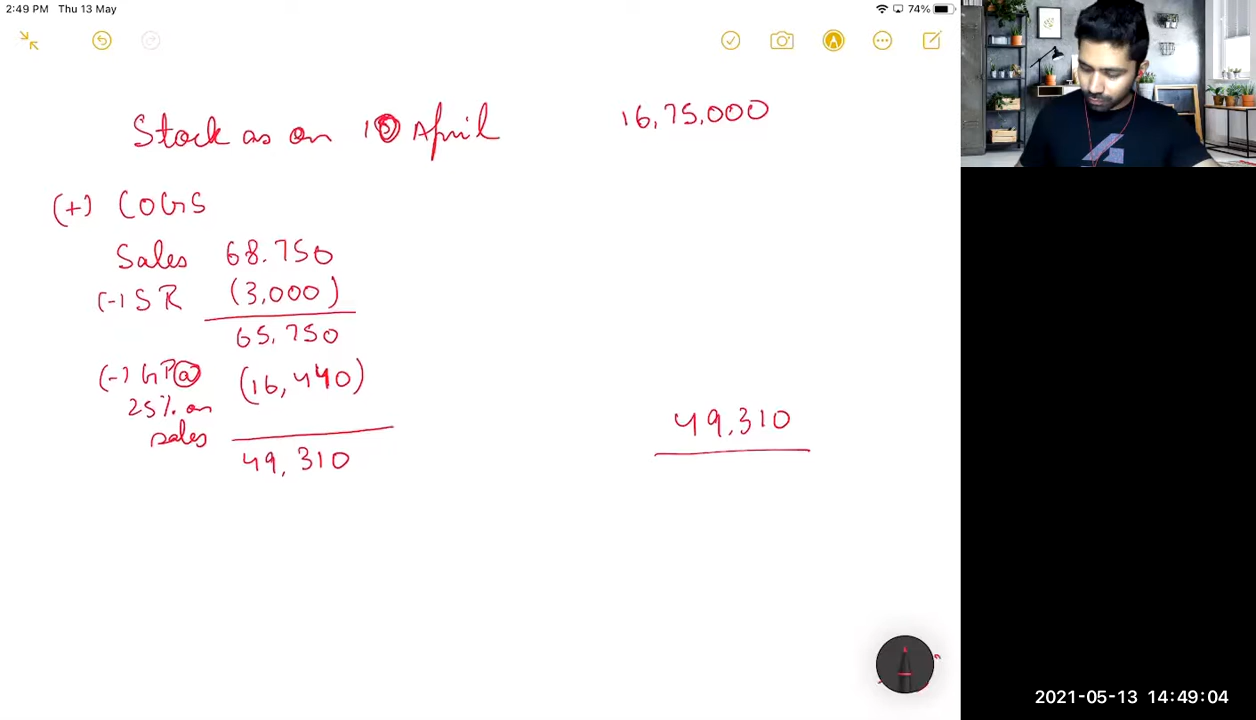 2:49 PM Thu 13 May
74%
Stock as on 15 April 16,75,000
(+) COGS
Sales 68.750
(-) SR (3,000)
65,750
(-) GP@ (16,440)
25% on
sales
49,310
49,310
2021-05-13 14:49:04